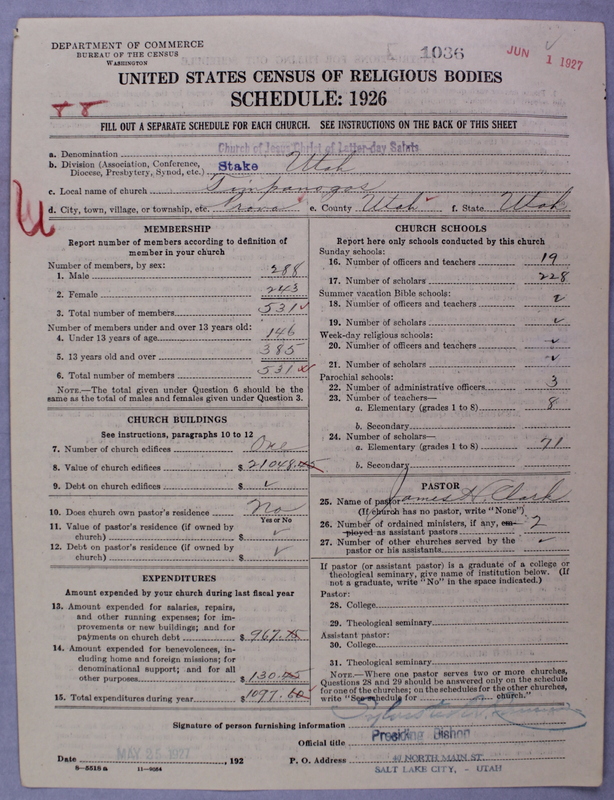 DEPARTMENT OF COMMERCE
BUREAU OF THE CENSUS
WASHINGTON
1036
JUN 1 1927
UNITED STATES CENSUS OF RELIGIOUS BODIES
SCHEDULE: 1926
FILL OUT A SEPARATE SCHEDULE FOR EACH CHURCH. SEE INSTRUCTIONS ON THE BACK OF THIS SHEET
a. Denomination Church of Jesus Christ of Latter-day Saints
b. Division (Association, Conference, Diocese, Presbytery, Synod, etc.) Stake Utah
c. Local name of church Timpanogas
d. City, town, village, or township, etc. Provo e. County Utah f. State Utah
MEMBERSHIP
Report number of members according to definition of
member in your church
Number of members, by sex:
1. Male 288
2. Female 243
3. Total number of members 531
Number of members under and over 13 years old:
4. Under 13 years of age 146
5. 13 years old and over 385
6. Total number of members 531
NOTE.—The total given under Question 6 should be the
same as the total of males and females given under Question 3.
CHURCH BUILDINGS
See instructions, paragraphs 10 to 12
7. Number of church edifices One
8. Value of church edifices $ 21048.
9. Debt on church edifices $ ✓
10. Does church own pastor's residence No
Yes or No
11. Value of pastor's residence (if owned by
church) $ ✓
12. Debt on pastor's residence (if owned by
church) $ ✓
EXPENDITURES
Amount expended by your church during last fiscal year
13. Amount expended for salaries, repairs,
and other running expenses; for im-
provements or new buildings; and for
payments on church debt $ 967.
14. Amount expended for benevolences, in-
cluding home and foreign missions; for
denominational support; and for all
other purposes $ 130.
15. Total expenditures during year $ 1097.60
CHURCH SCHOOLS
Report here only schools conducted by this church
Sunday schools:
16. Number of officers and teachers 19
17. Number of scholars 228
Summer vacation Bible schools:
18. Number of officers and teachers ✓
19. Number of scholars ✓
Week-day religious schools:
20. Number of officers and teachers ✓
21. Number of scholars ✓
Parochial schools:
22. Number of administrative officers 3
23. Number of teachers—
a. Elementary (grades 1 to 8) 8
b. Secondary
24. Number of scholars—
a. Elementary (grades 1 to 8) 71
b. Secondary
PASTOR
25. Name of pastor James H. Clark
(If church has no pastor, write "None")
26. Number of ordained ministers, if any, em- 2
ployed as assistant pastors
27. Number of other churches served by the
pastor or his assistants ✓
If pastor (or assistant pastor) is a graduate of a college or
theological seminary, give name of institution below. (If
not a graduate, write "No" in the space indicated.)
Pastor:
28. College
29. Theological seminary
Assistant pastor:
30. College
31. Theological seminary
NOTE.—Where one pastor serves two or more churches,
Questions 28 and 29 should be answered only on the schedule
for one of the churches; on the schedules for the other churches,
write "See schedule for church."
Signature of person furnishing information
Official title Presiding Bishop
Date MAY 25 1927, 192 P. O. Address 40 NORTH MAIN ST.
SALT LAKE CITY, - UTAH
8—5518 a 11—9064